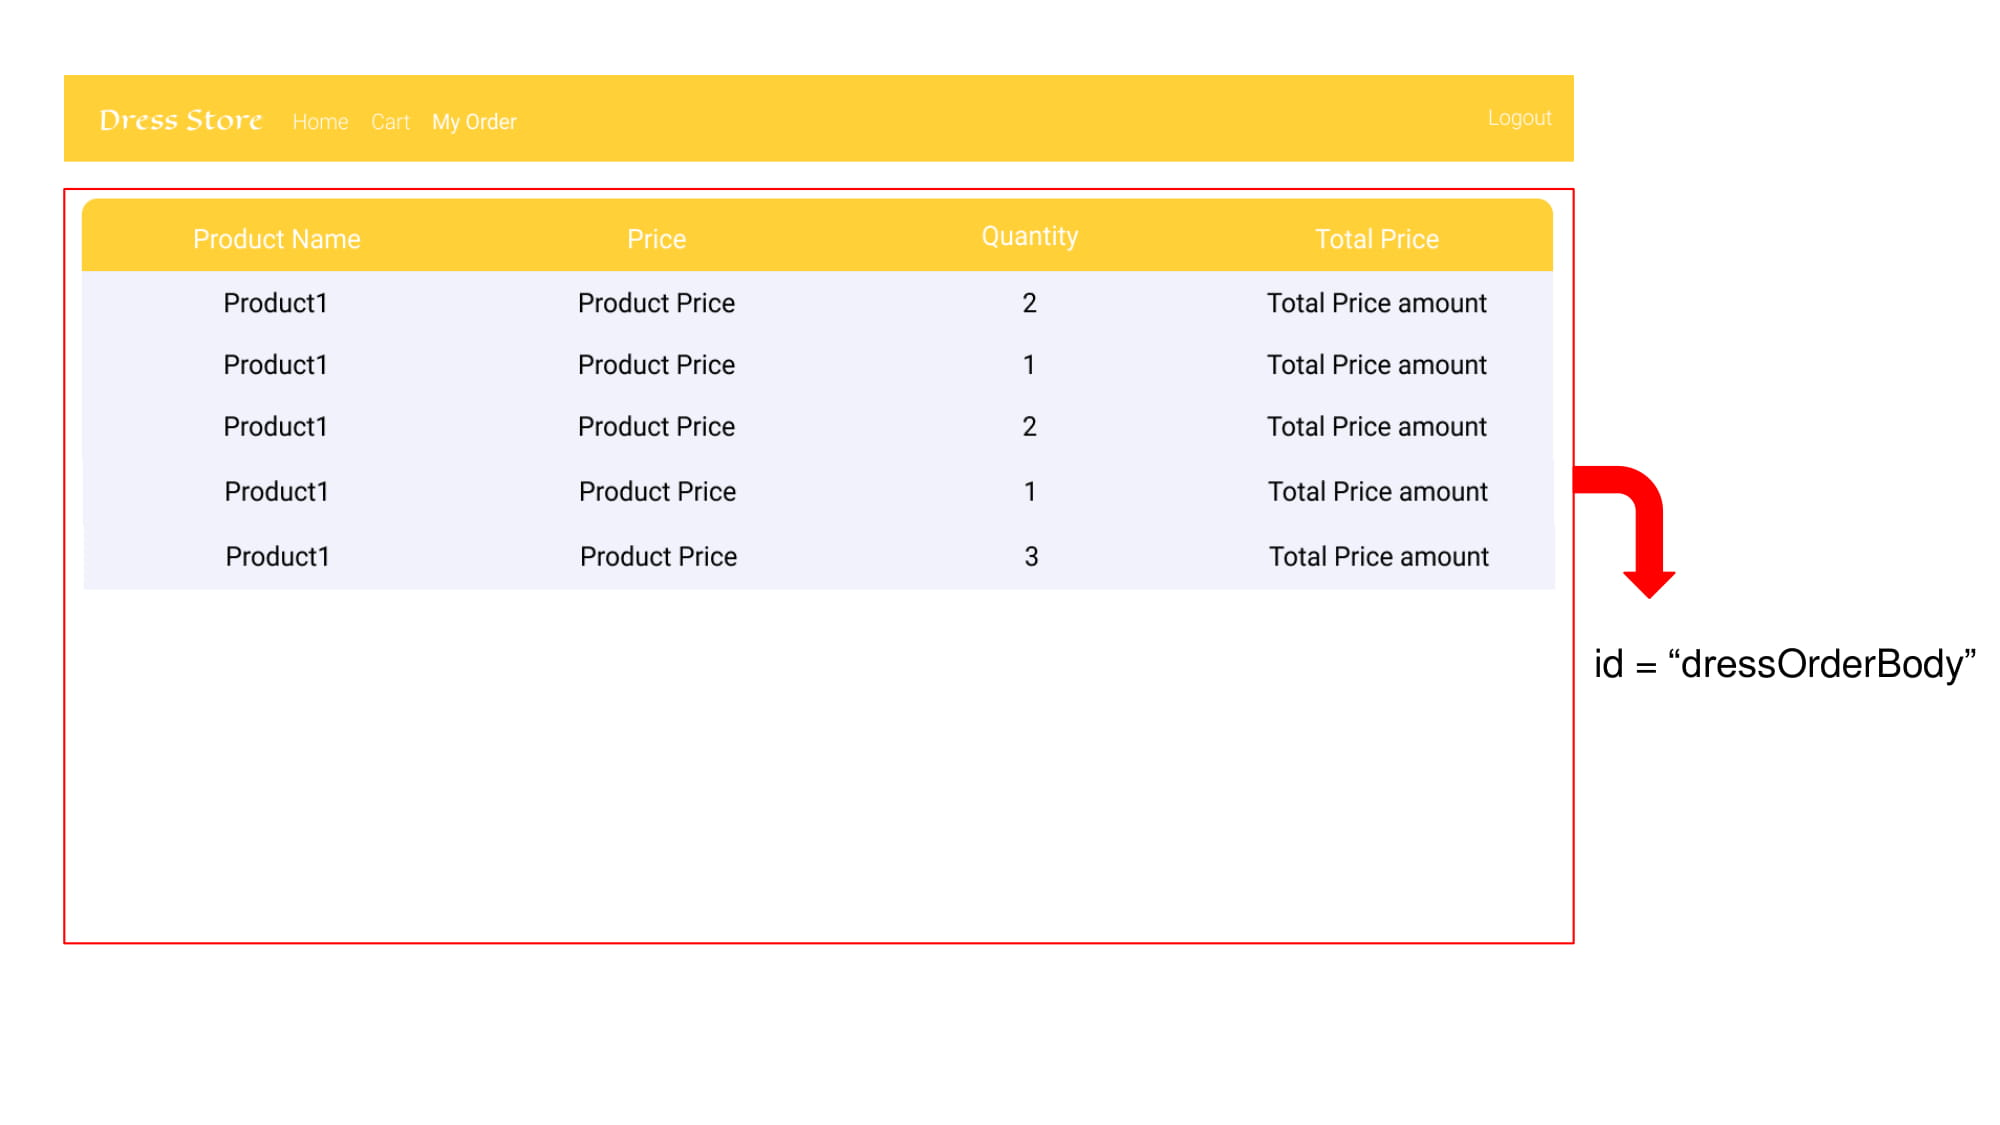 Dress Store Home Cart My Order Logout
Product Name Price Quantity Total Price
Product1 Product Price 2 Total Price amount
Product1 Product Price 1 Total Price amount
Product1 Product Price 2 Total Price amount
Product1 Product Price 1 Total Price amount
Product1 Product Price 3 Total Price amount
id = “dressOrderBody”